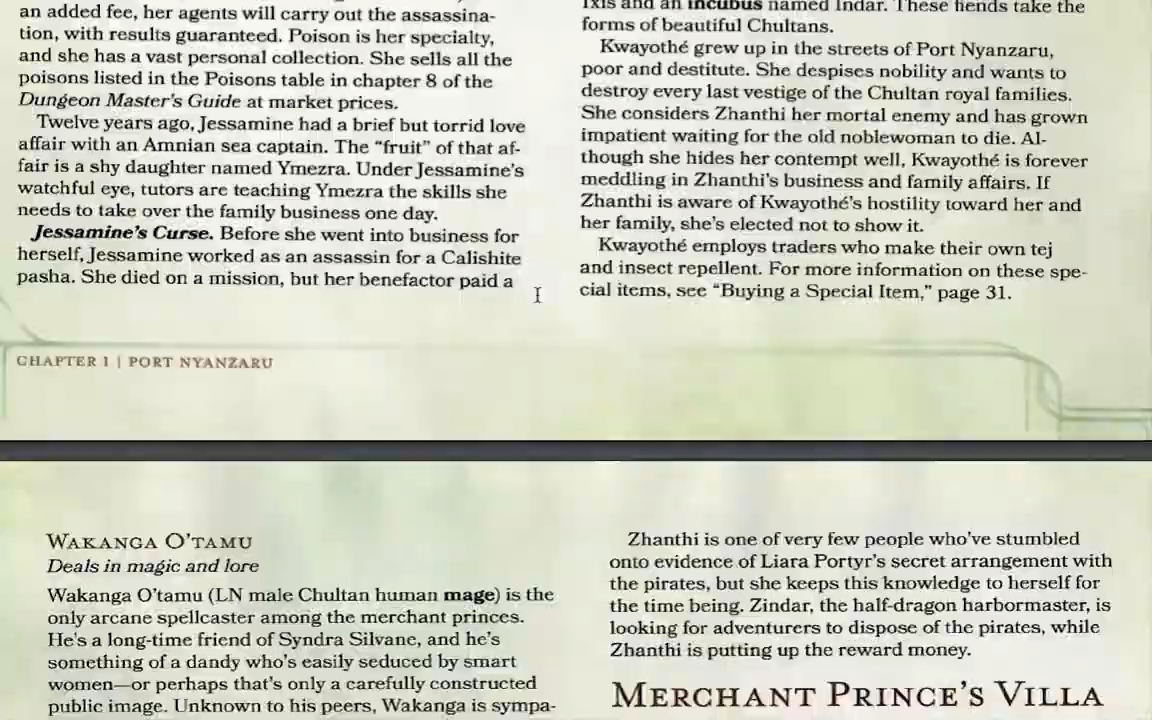 an added fee, her agents will carry out the assassina-
tion, with results guaranteed. Poison is her specialty,
and she has a vast personal collection. She sells all the
poisons listed in the Poisons table in chapter 8 of the
Dungeon Master's Guide at market prices.
Twelve years ago, Jessamine had a brief but torrid love
affair with an Amnian sea captain. The “fruit” of that af-
fair is a shy daughter named Ymezra. Under Jessamine's
watchful eye, tutors are teaching Ymezra the skills she
needs to take over the family business one day.
Jessamine's Curse. Before she went into business for
herself, Jessamine worked as an assassin for a Calishite
pasha. She died on a mission, but her benefactor paid a
Ixis and an incubus named Indar. These fiends take the
forms of beautiful Chultans.
Kwayothé grew up in the streets of Port Nyanzaru,
poor and destitute. She despises nobility and wants to
destroy every last vestige of the Chultan royal families.
She considers Zhanthi her mortal enemy and has grown
impatient waiting for the old noblewoman to die. Al-
though she hides her contempt well, Kwayothé is forever
meddling in Zhanthi's business and family affairs. If
Zhanthi is aware of Kwayothé's hostility toward her and
her family, she's elected not to show it.
Kwayothé employs traders who make their own tej
and insect repellent. For more information on these spe-
cial items, see “Buying a Special Item,” page 31.
CHAPTER 1 | PORT NYANZARU
WAKANGA O'TAMU
Deals in magic and lore
Wakanga O'tamu (LN male Chultan human mage) is the
only arcane spellcaster among the merchant princes.
He's a long-time friend of Syndra Silvane, and he's
something of a dandy who's easily seduced by smart
women—or perhaps that's only a carefully constructed
public image. Unknown to his peers, Wakanga is sympa-
Zhanthi is one of very few people who've stumbled
onto evidence of Liara Portyr's secret arrangement with
the pirates, but she keeps this knowledge to herself for
the time being. Zindar, the half-dragon harbormaster, is
looking for adventurers to dispose of the pirates, while
Zhanthi is putting up the reward money.
MERCHANT PRINCE'S VILLA